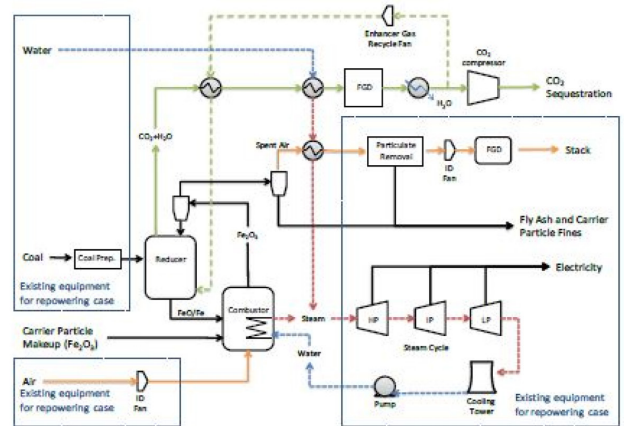 Enhancer Gas
Recycle Fan
CO₂
compressor
Water
FGD
H₂O
CO₂
Sequestration
CO₂+H₂O
Spent Air
Particulate
Removal
ID
Fan
FGD
Stack
Fly Ash and Carrier
Particle Fines
Fe₂O₃
Coal
Coal Prep.
Reducer
Electricity
Existing equipment
for repowering case
FeO/Fe
Combustor
Steam
HP
IP
LP
Steam Cycle
Carrier Particle
Makeup (Fe₂O₃)
Water
Air
ID
Fan
Existing equipment
for repowering case
Pump
Cooling
Tower
Existing equipment
for repowering case